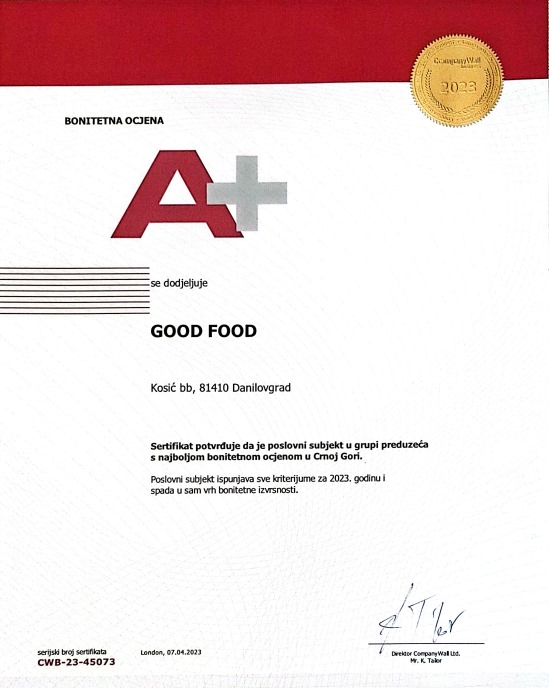 CompanyWall
business
2023
BONITETNA OCJENA
A+
se dodjeljuje
GOOD FOOD
Kosić bb, 81410 Danilovgrad
Sertifikat potvrđuje da je poslovni subjekt u grupi preduzeća
s najboljom bonitetnom ocjenom u Crnoj Gori.
Poslovni subjekt ispunjava sve kriterijume za 2023. godinu i
spada u sam vrh bonitetne izvrsnosti.
serijski broj sertifikata
CWB-23-45073
London, 07.04.2023
Direktor CompanyWall Ltd.
Mr. K. Tailor